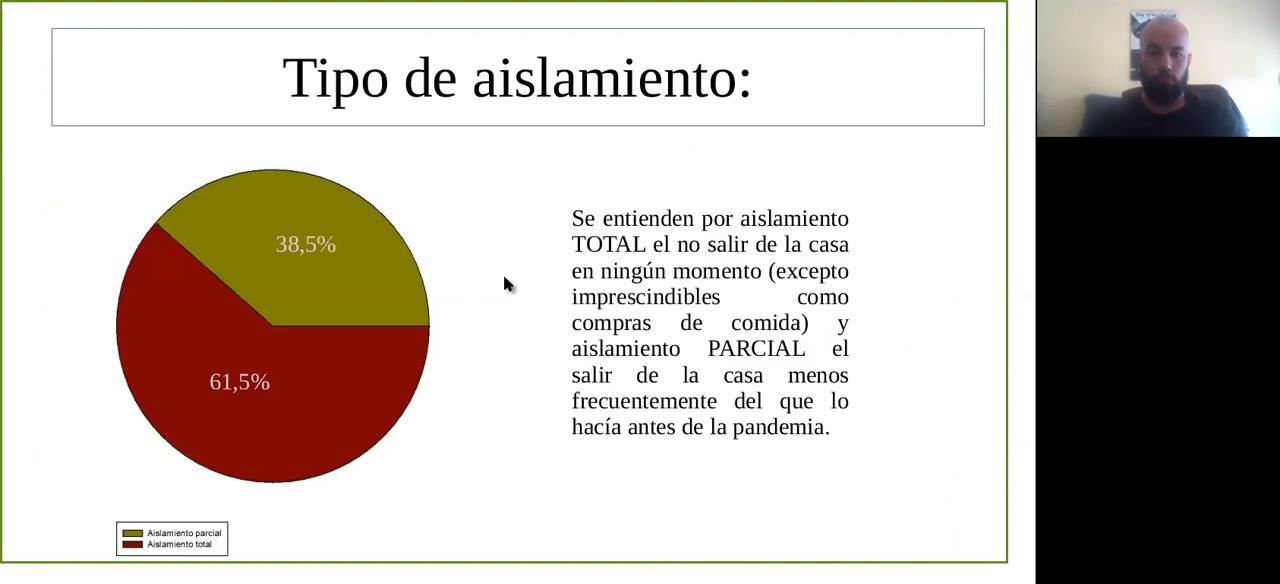 Tipo de aislamiento:
38,5%
61,5%
Se entienden por aislamiento
TOTAL el no salir de la casa
en ningún momento (excepto
imprescindibles como
compras de comida) y
aislamiento PARCIAL el
salir de la casa menos
frecuentemente del que lo
hacía antes de la pandemia.
Aislamiento parcial
Aislamiento total